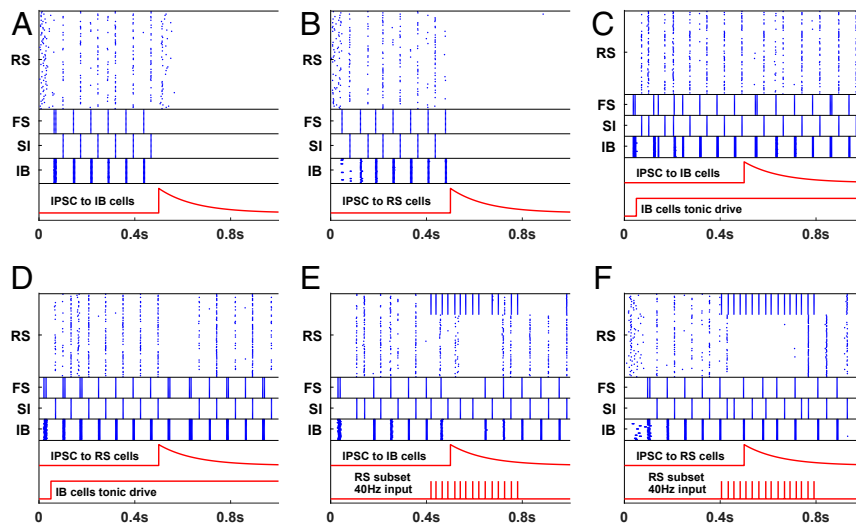 A
RS
FS
SI
IB
IPSC to IB cells
0
0.4s
0.8s
B
RS
FS
SI
IB
IPSC to RS cells
0
0.4s
0.8s
C
RS
FS
SI
IB
IPSC to IB cells
IB cells tonic drive
0
0.4s
0.8s
D
RS
FS
SI
IB
IPSC to RS cells
IB cells tonic drive
0
0.4s
0.8s
E
RS
FS
SI
IB
IPSC to IB cells
RS subset
40Hz input
0
0.4s
0.8s
F
RS
FS
SI
IB
IPSC to RS cells
RS subset
40Hz input
0
0.4s
0.8s